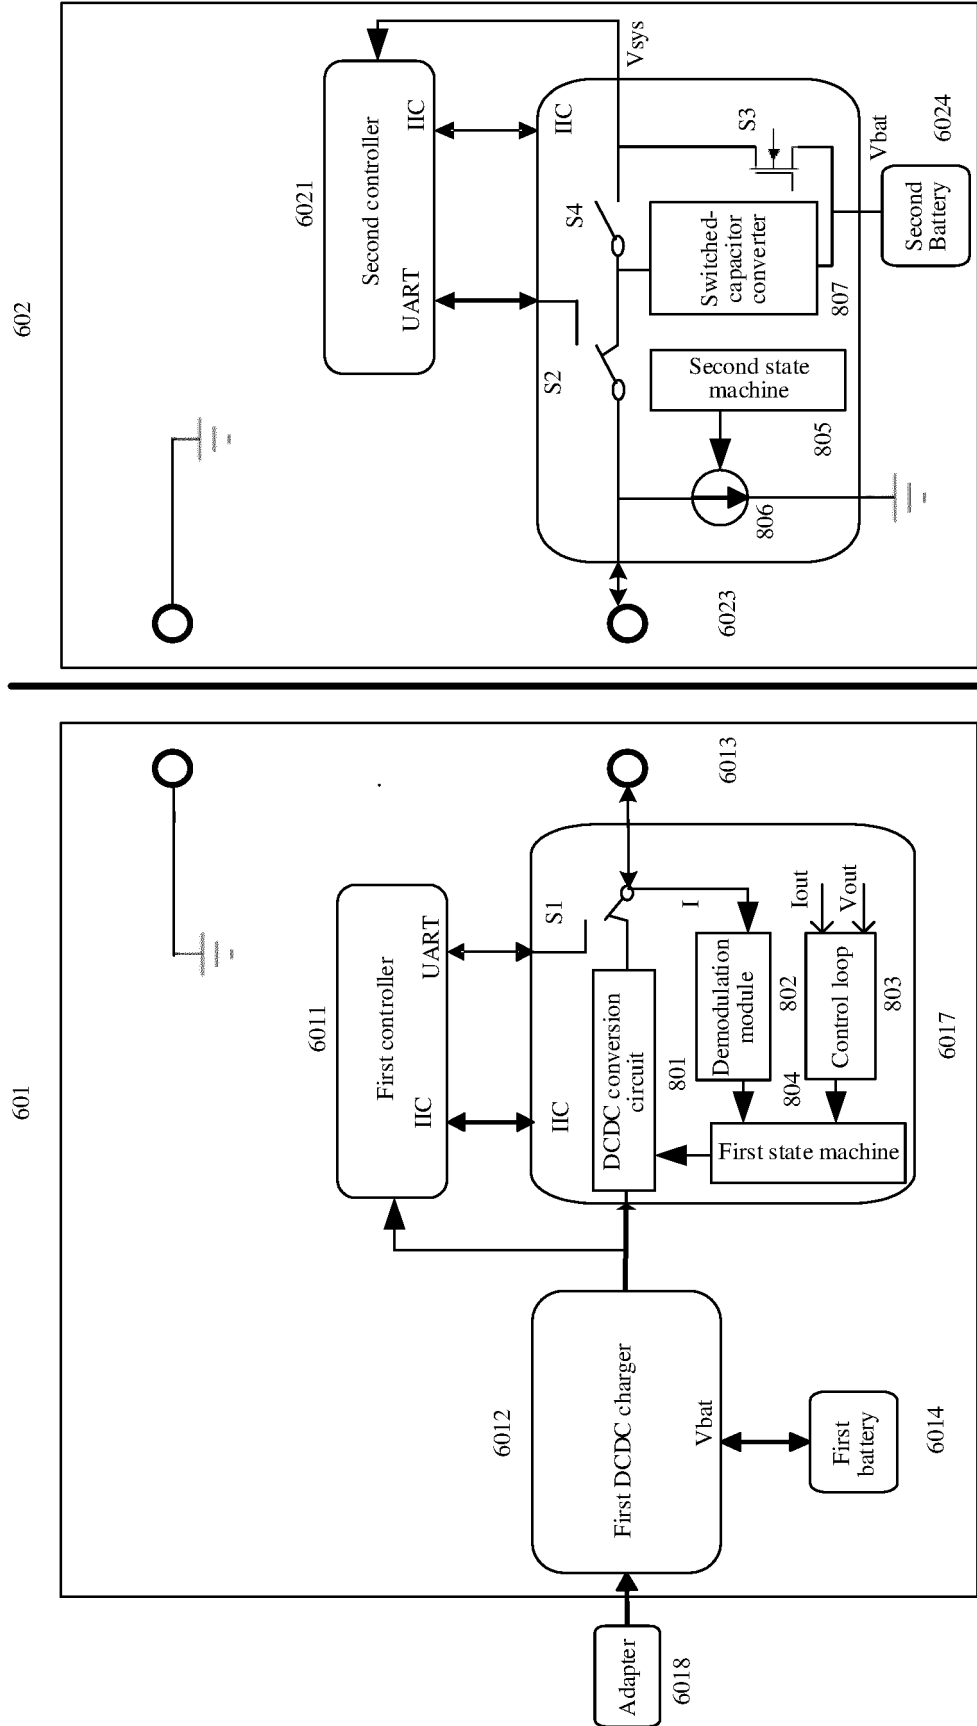 601
602
6011
First controller
IIC
UART
6021
Second controller
UART
IIC
Vsys
6012
First DCDC charger
Vbat
Adapter
6018
First
battery
6014
IIC
S1
DCDC conversion
circuit
801
I
Demodulation
module
802
Iout
Vout
Control loop
803
804
First state machine
6017
6013
6023
IIC
S2
S4
S3
Second state
machine
805
806
Switched-
capacitor
converter
807
Vbat
Second
Battery
6024